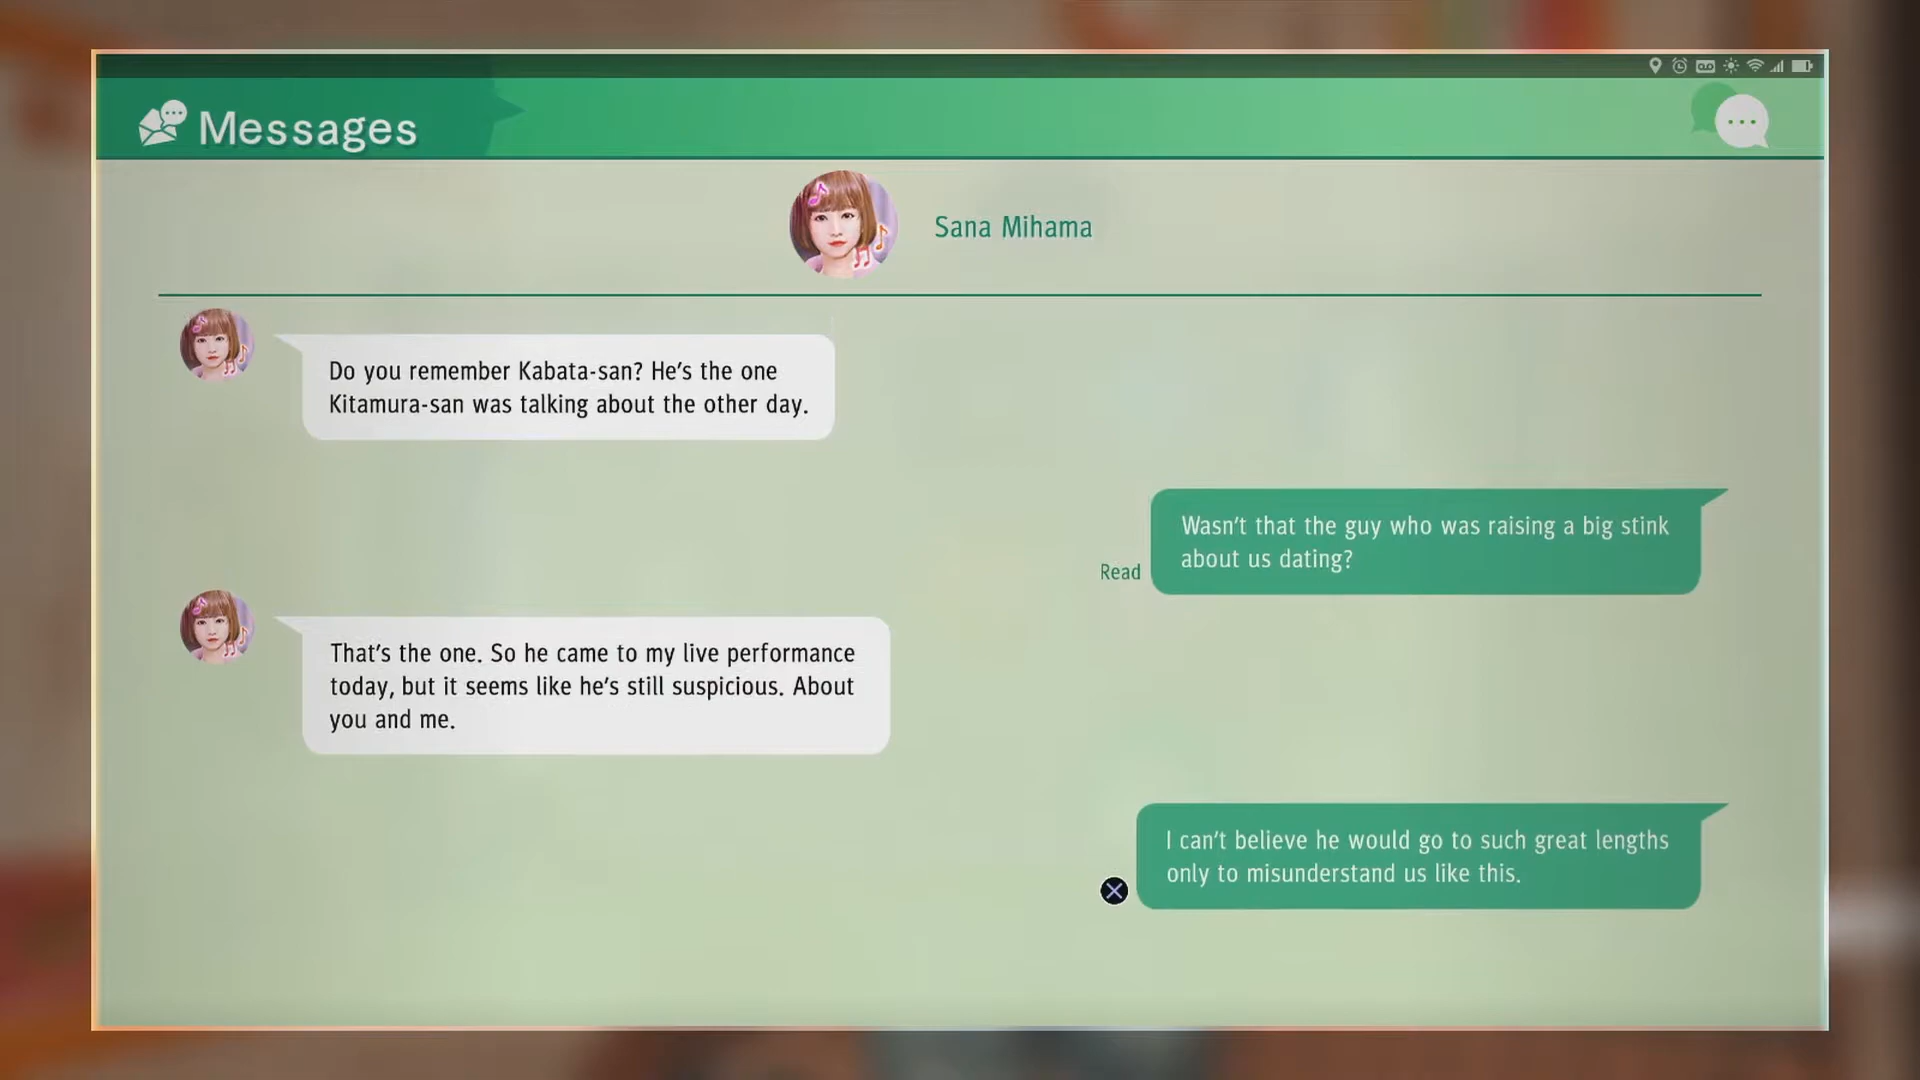 Messages
Sana Mihama
Do you remember Kabata-san? He's the one
Kitamura-san was talking about the other day.
Wasn't that the guy who was raising a big stink
about us dating?
Read
That's the one. So he came to my live performance
today, but it seems like he's still suspicious. About
you and me.
I can't believe he would go to such great lengths
only to misunderstand us like this.